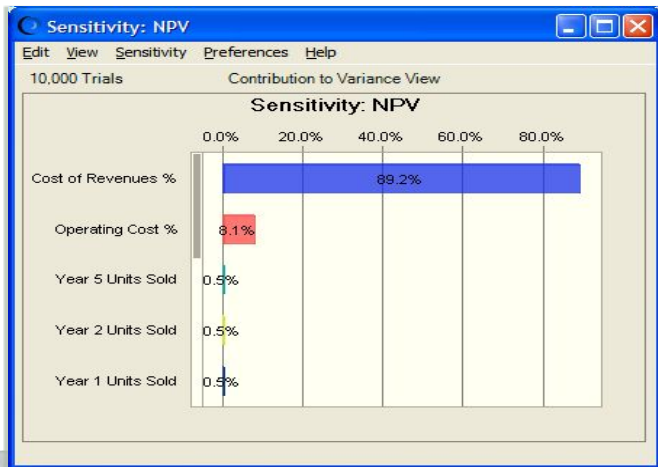 Sensitivity: NPV
Edit View Sensitivity Preferences Help
10,000 Trials Contribution to Variance View
Sensitivity: NPV
0.0% 20.0% 40.0% 60.0% 80.0%
Cost of Revenues % 89.2%
Operating Cost % 8.1%
Year 5 Units Sold 0.5%
Year 2 Units Sold 0.5%
Year 1 Units Sold 0.5%